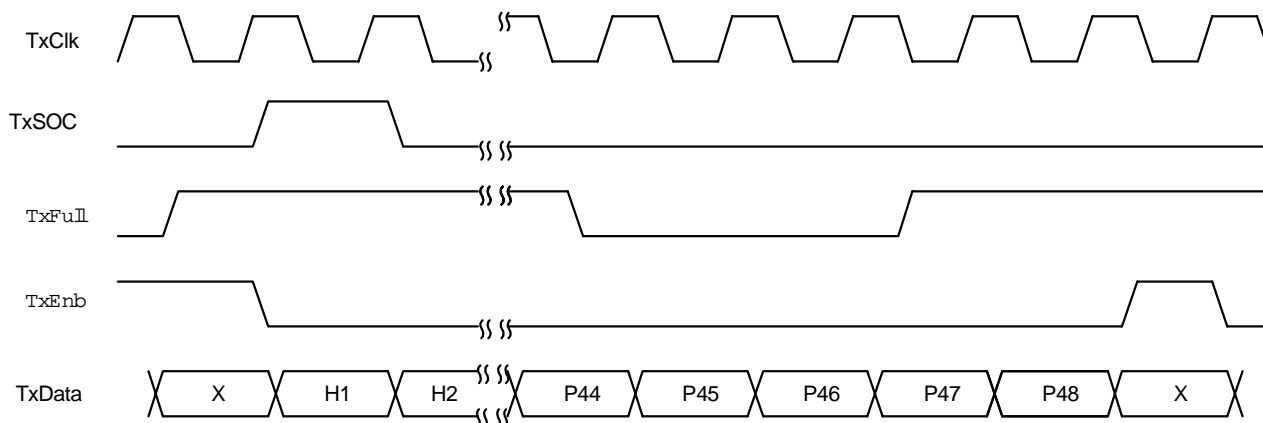 TxClk
TxSOC
TxFull
TxEnb
TxData X H1 H2 P44 P45 P46 P47 P48 X